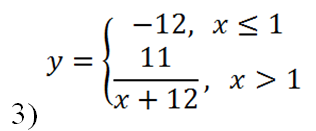 3) y = { −12, x ≤ 1
11/(x + 12), x > 1